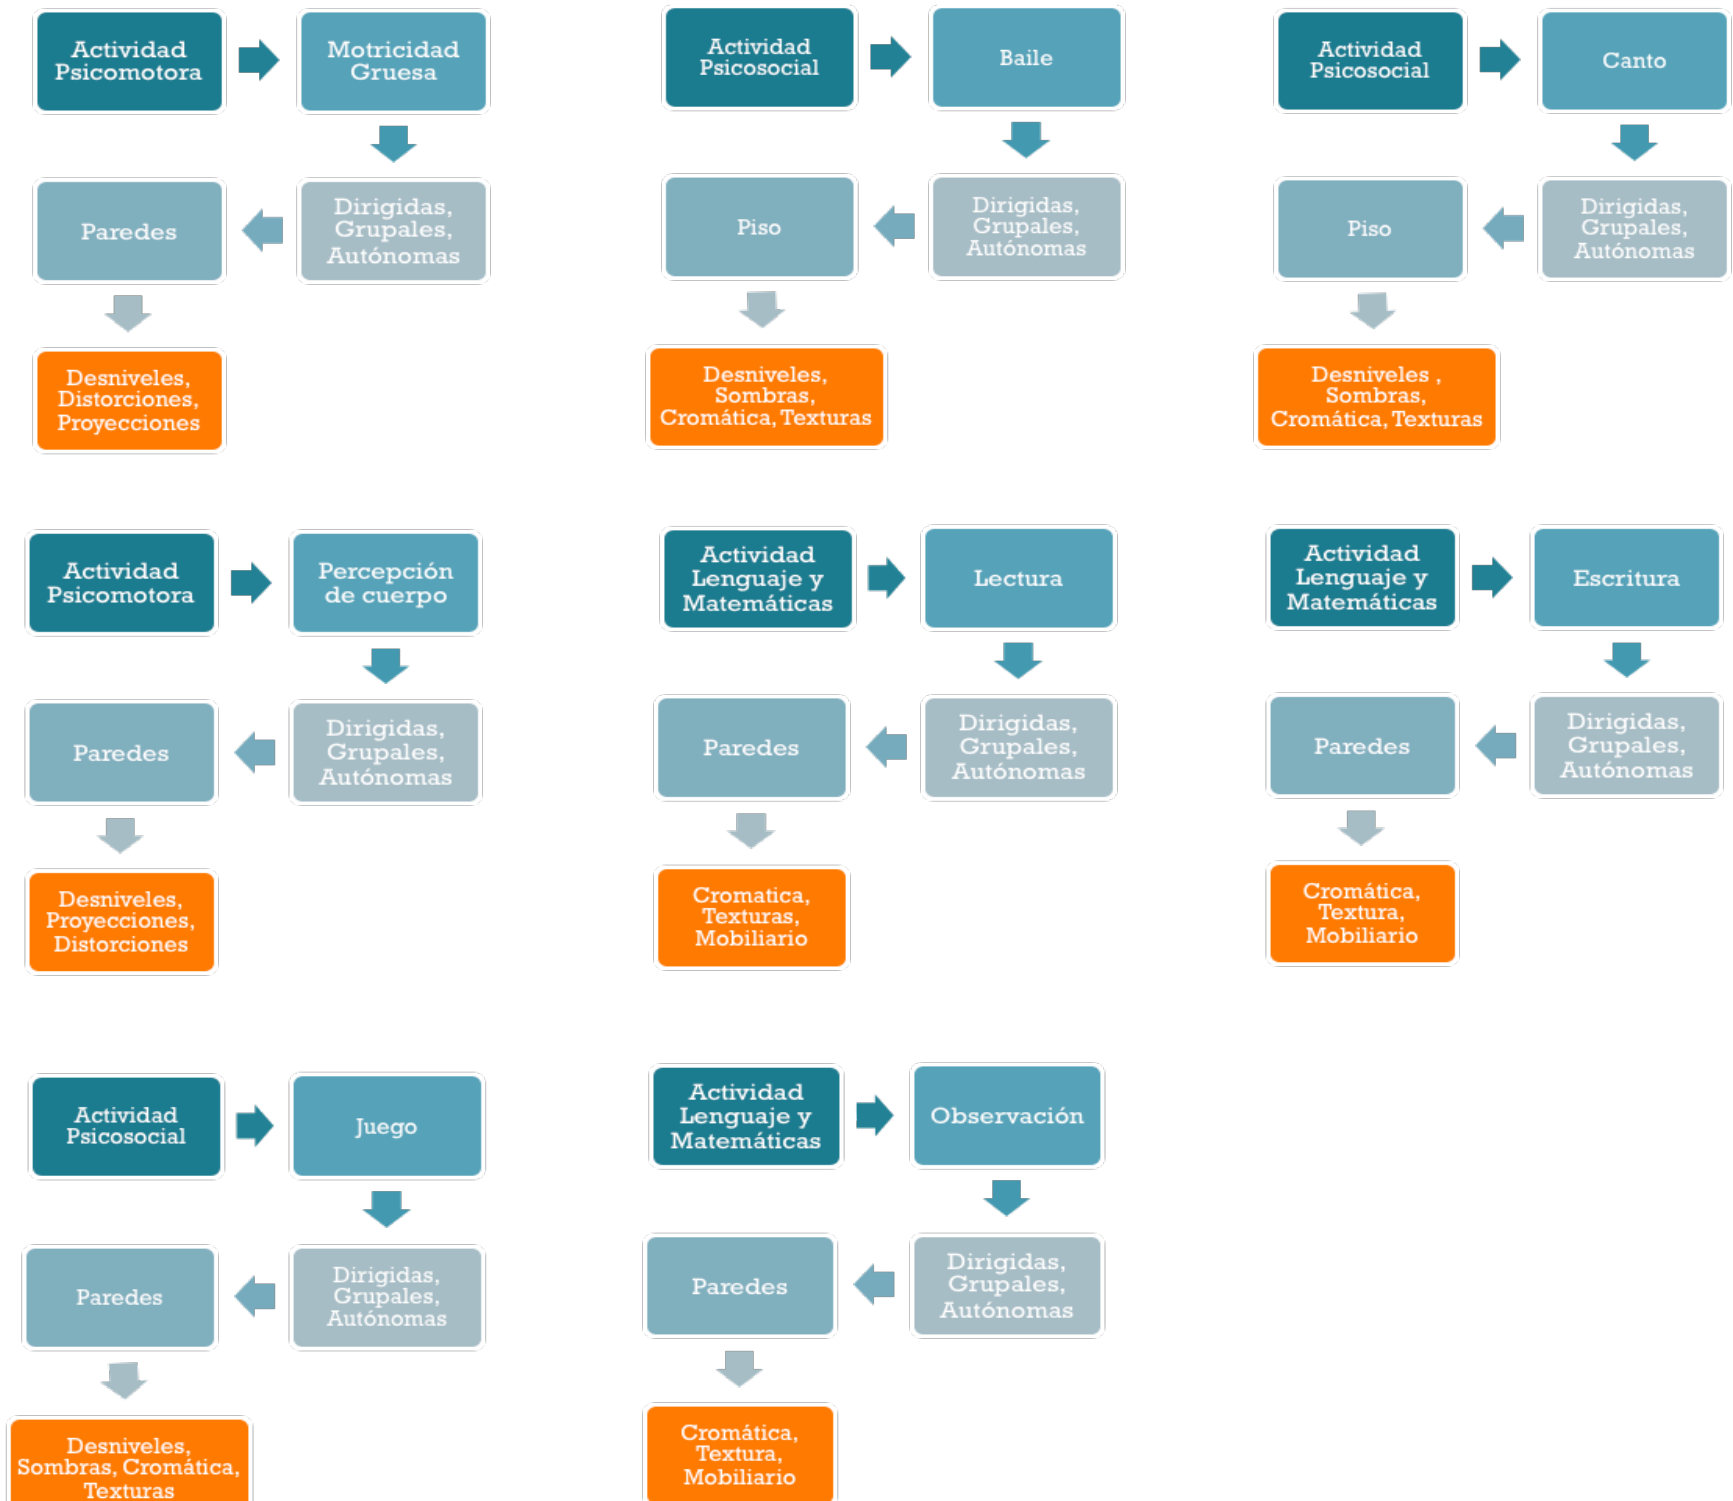 Actividad
Psicomotora
Motricidad
Gruesa
Dirigidas,
Grupales,
Autónomas
Paredes
Desniveles,
Distorciones,
Proyecciones
Actividad
Psicosocial
Baile
Dirigidas,
Grupales,
Autónomas
Piso
Desniveles,
Sombras,
Cromática, Texturas
Actividad
Psicosocial
Canto
Dirigidas,
Grupales,
Autónomas
Piso
Desniveles ,
Sombras,
Cromática, Texturas
Actividad
Psicomotora
Percepción
de cuerpo
Dirigidas,
Grupales,
Autónomas
Paredes
Desniveles,
Proyecciones,
Distorciones
Actividad
Lenguaje y
Matemáticas
Lectura
Dirigidas,
Grupales,
Autónomas
Paredes
Cromatica,
Texturas,
Mobiliario
Actividad
Lenguaje y
Matemáticas
Escritura
Dirigidas,
Grupales,
Autónomas
Paredes
Cromática,
Textura,
Mobiliario
Actividad
Psicosocial
Juego
Dirigidas,
Grupales,
Autónomas
Paredes
Desniveles,
Sombras, Cromática,
Texturas
Actividad
Lenguaje y
Matemáticas
Observación
Dirigidas,
Grupales,
Autónomas
Paredes
Cromática,
Textura,
Mobiliario